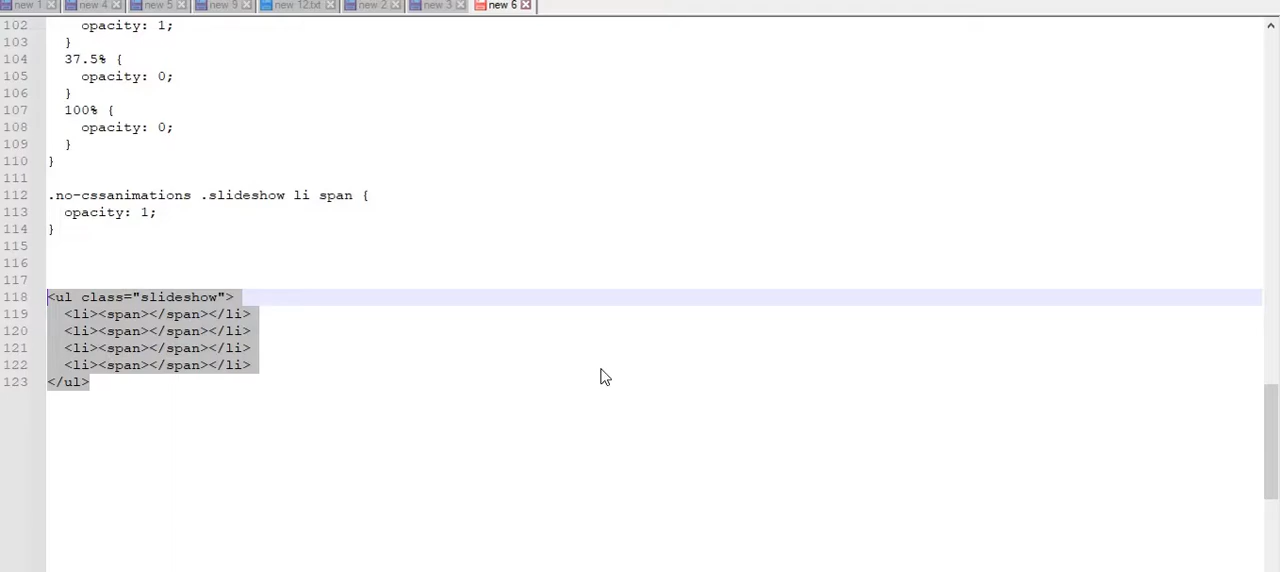 new 1 new 4 new 5 new 9 new 12.txt new 2 new 3 new 6
102 opacity: 1;
103 }
104 37.5% {
105 opacity: 0;
106 }
107 100% {
108 opacity: 0;
109 }
110 }
111
112 .no-cssanimations .slideshow li span {
113 opacity: 1;
114 }
115
116
117
118 <ul class="slideshow">
119 <li><span></span></li>
120 <li><span></span></li>
121 <li><span></span></li>
122 <li><span></span></li>
123 </ul>